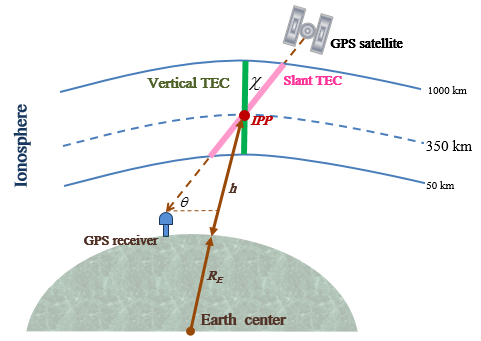 GPS satellite
Vertical TEC
χ
Slant TEC
1000 km
IPP
Ionosphere
350 km
50 km
h
θ
GPS receiver
R_E
Earth center